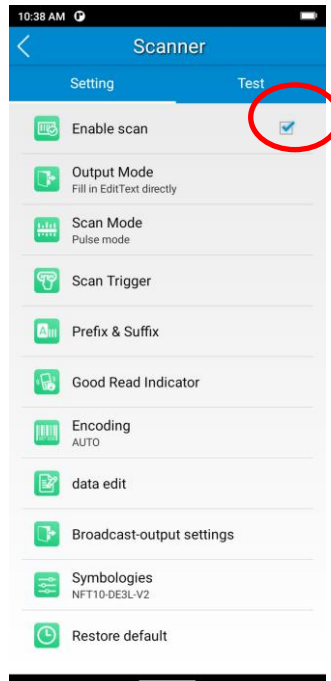 10:38 AM
Scanner
Setting Test
Enable scan
Output Mode
Fill in EditText directly
Scan Mode
Pulse mode
Scan Trigger
Prefix & Suffix
Good Read Indicator
Encoding
AUTO
data edit
Broadcast-output settings
Symbologies
NFT10-DE3L-V2
Restore default